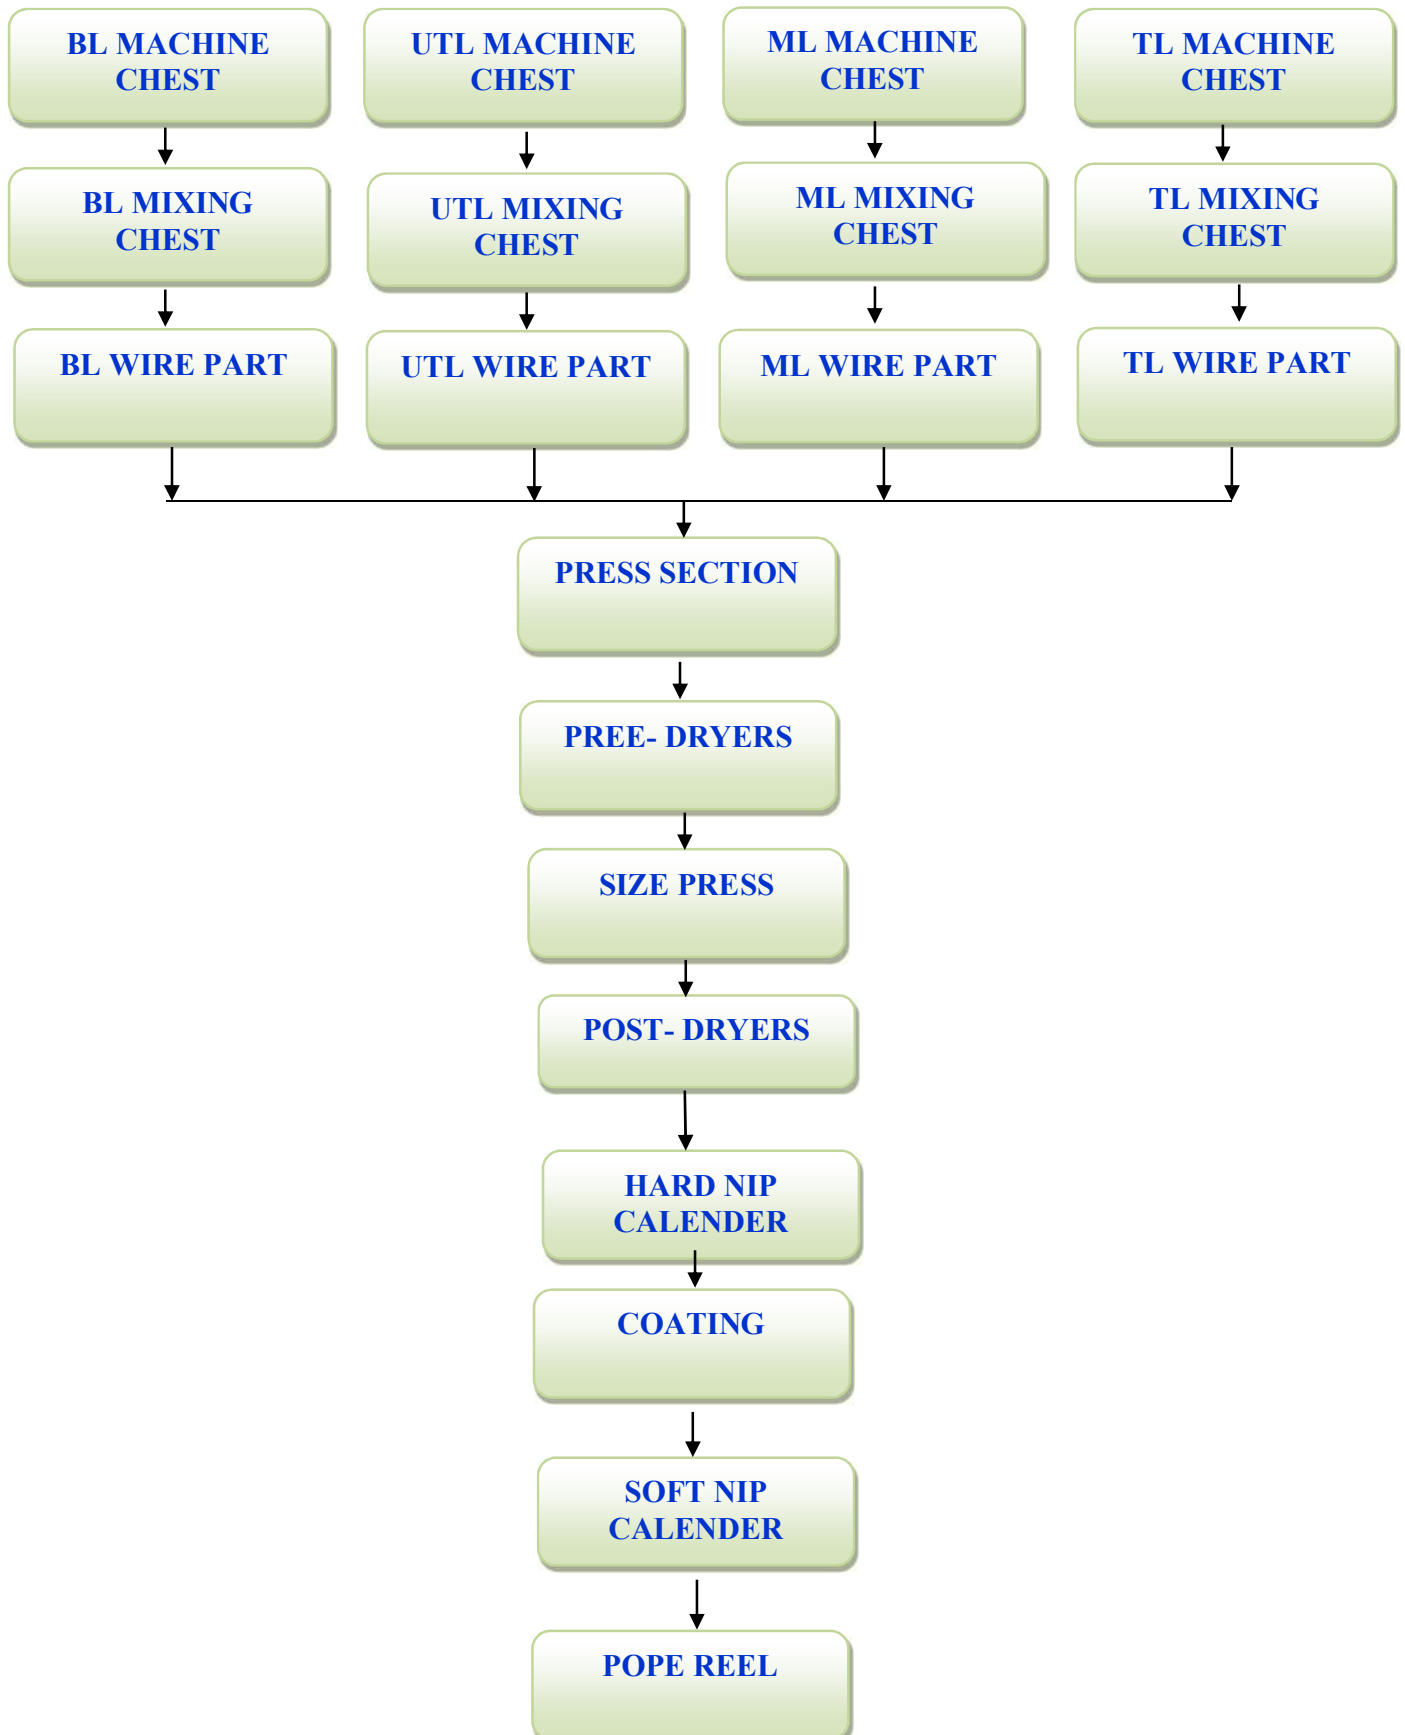 BL MACHINE
CHEST
UTL MACHINE
CHEST
ML MACHINE
CHEST
TL MACHINE
CHEST
BL MIXING
CHEST
UTL MIXING
CHEST
ML MIXING
CHEST
TL MIXING
CHEST
BL WIRE PART
UTL WIRE PART
ML WIRE PART
TL WIRE PART
PRESS SECTION
PREE- DRYERS
SIZE PRESS
POST- DRYERS
HARD NIP
CALENDER
COATING
SOFT NIP
CALENDER
POPE REEL